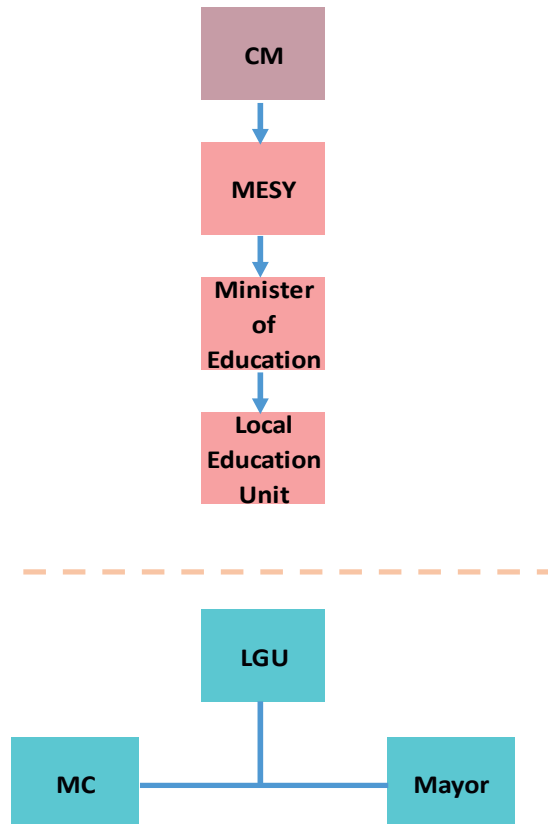 CM
MESY
Minister
of
Education
Local
Education
Unit
LGU
MC
Mayor